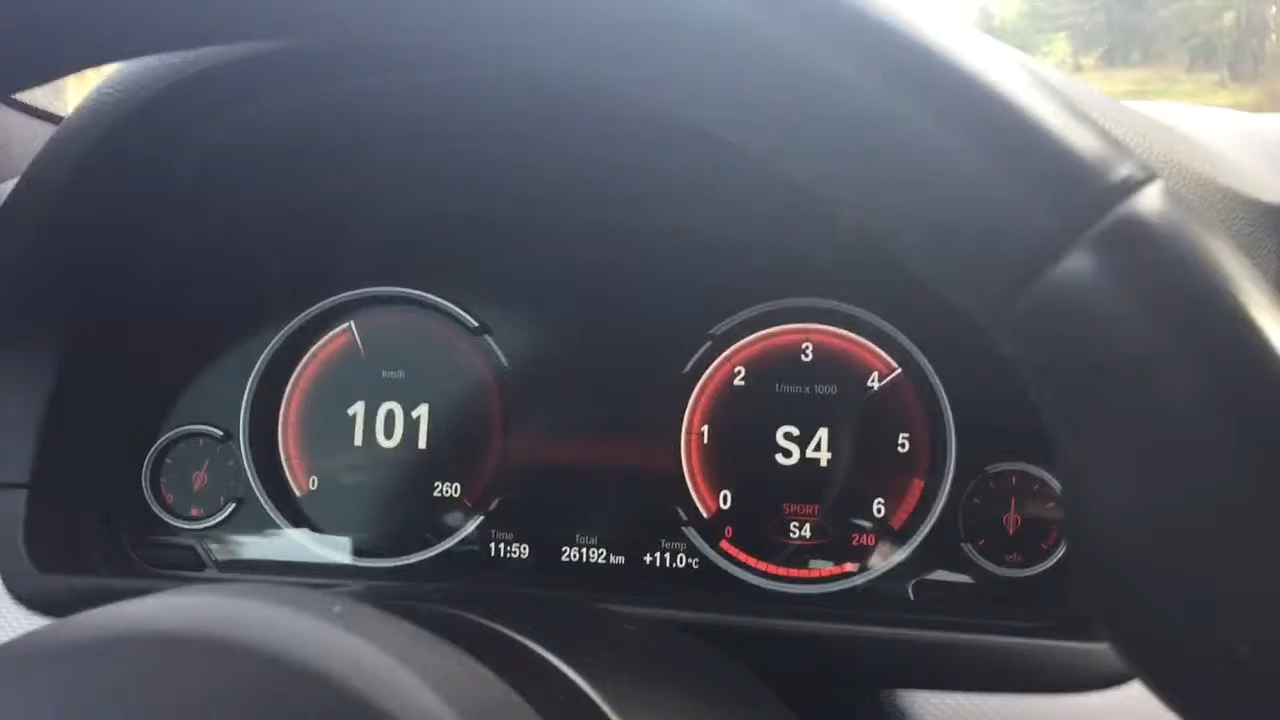 km/h
101
0
260
Time
11:59
Total
26192 km
Temp
+11.0°C
0
1
2
3
4
5
6
1/min x 1000
S4
SPORT
S4
0
240